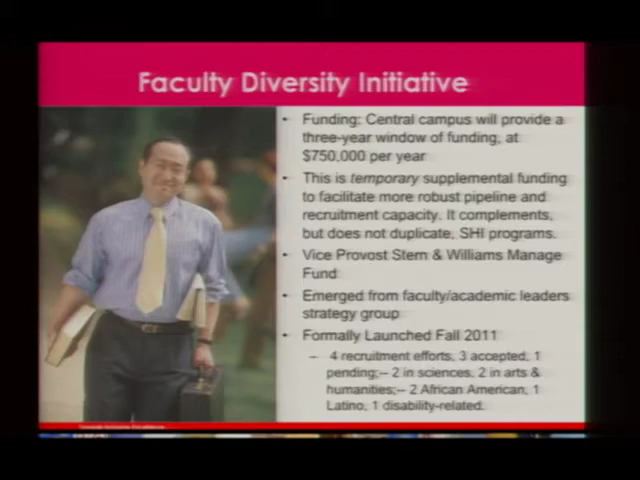 Faculty Diversity Initiative
• Funding: Central campus will provide a
three-year window of funding, at
$750,000 per year
• This is temporary supplemental funding
to facilitate more robust pipeline and
recruitment capacity. It complements,
but does not duplicate, SHI programs.
• Vice Provost Stern & Williams Manage
Fund
• Emerged from faculty/academic leaders
strategy group
• Formally Launched Fall 2011
– 4 recruitment efforts, 3 accepted, 1
pending;-- 2 in sciences, 2 in arts &
humanities;-- 2 African American, 1
Latino, 1 disability-related.